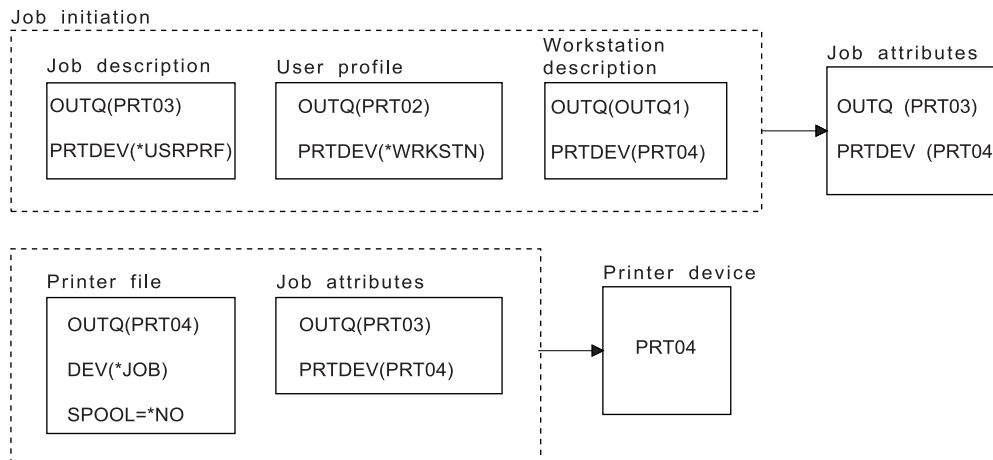 Job initiation
Job description
User profile
Workstation
description
Job attributes
OUTQ(PRT03)
PRTDEV(*USRPRF)
OUTQ(PRT02)
PRTDEV(*WRKSTN)
OUTQ(OUTQ1)
PRTDEV(PRT04)
OUTQ (PRT03)
PRTDEV (PRT04
Printer file
Job attributes
Printer device
OUTQ(PRT04)
DEV(*JOB)
SPOOL=*NO
OUTQ(PRT03)
PRTDEV(PRT04)
PRT04